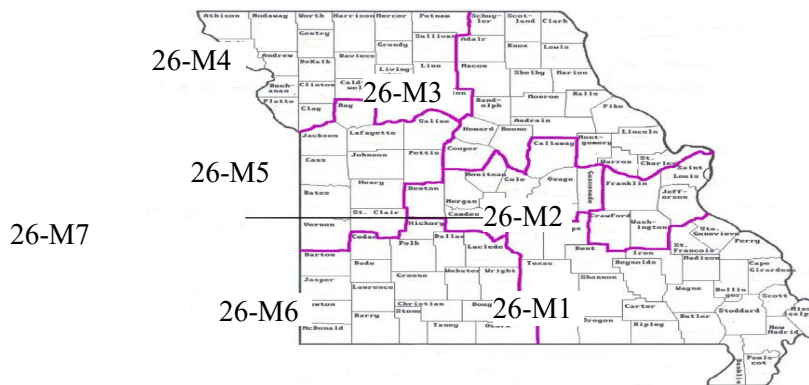 Atchison Nodaway Worth Harrison Mercer Putnam Schuyler Scotland Clark
Gentry Sullivan Adair Knox Lewis
Andrew DeKalb Daviess Grundy Linn Macon
26-M4
Living Shelby Marion
Buchanan Clinton Cald
26-M3
Platte Clay Ray Randolph Monroe Ralls
Pike
Saline Howard Boone Audrain
Jackson Lafayette Cooper Callaway Montgomery Lincoln
Warren St. Charles Saint Louis
Cass Johnson Pettis Moniteau Cole Osage Gasconade Franklin
26-M5
Bates Henry Benton Morgan Jefferson
St. Clair Camden
26-M2
Crawford Washington
26-M7
Vernon Hickory Ste. Genevieve
Cedar Polk Dallas Laclede Dent Iron St. Francois Perry
Barton Dade Texas Reynolds Madison Cape Girardeau
Jasper Greene Webster Wright Shannon
Lawrence Wayne Bollinger Scott
26-M6
Christian Doug
26-M1
Carter Stoddard
McDonald Barry Stone Taney Oregon Ripley Butler New Madrid
Pemiscot